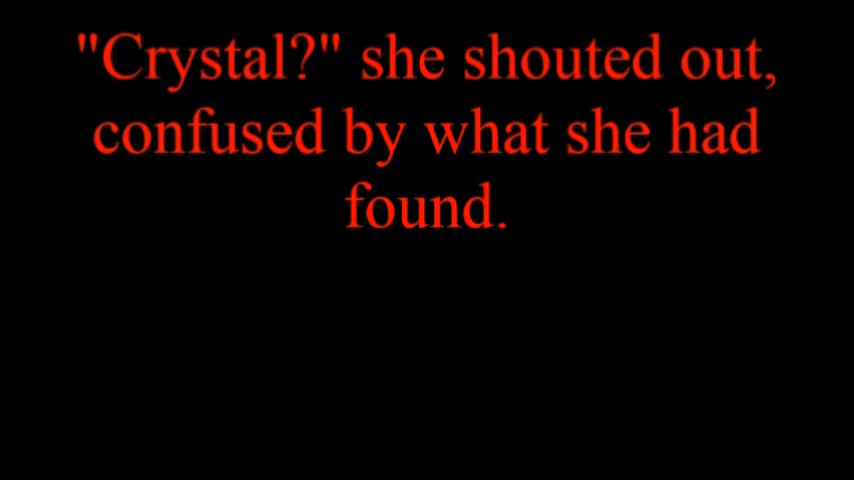 "Crystal?" she shouted out,
confused by what she had
found.